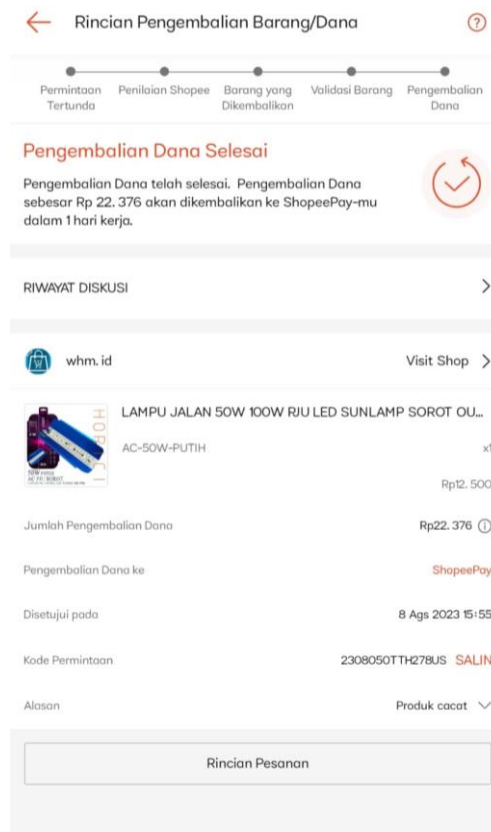 Rincian Pengembalian Barang/Dana
?
Permintaan Tertunda
Penilaian Shopee
Barang yang Dikembalikan
Validasi Barang
Pengembalian Dana
Pengembalian Dana Selesai
Pengembalian Dana telah selesai. Pengembalian Dana
sebesar Rp 22. 376 akan dikembalikan ke ShopeePay-mu
dalam 1 hari kerja.
RIWAYAT DISKUSI
whm. id
Visit Shop
LAMPU JALAN 50W 100W RJU LED SUNLAMP SOROT OU...
AC-50W-PUTIH
x1
Rp12. 500
Jumlah Pengembalian Dana
Rp22. 376
Pengembalian Dana ke
ShopeePay
Disetujui pada
8 Ags 2023 15:55
Kode Permintaan
2308050TTH278US SALIN
Alasan
Produk cacat
Rincian Pesanan